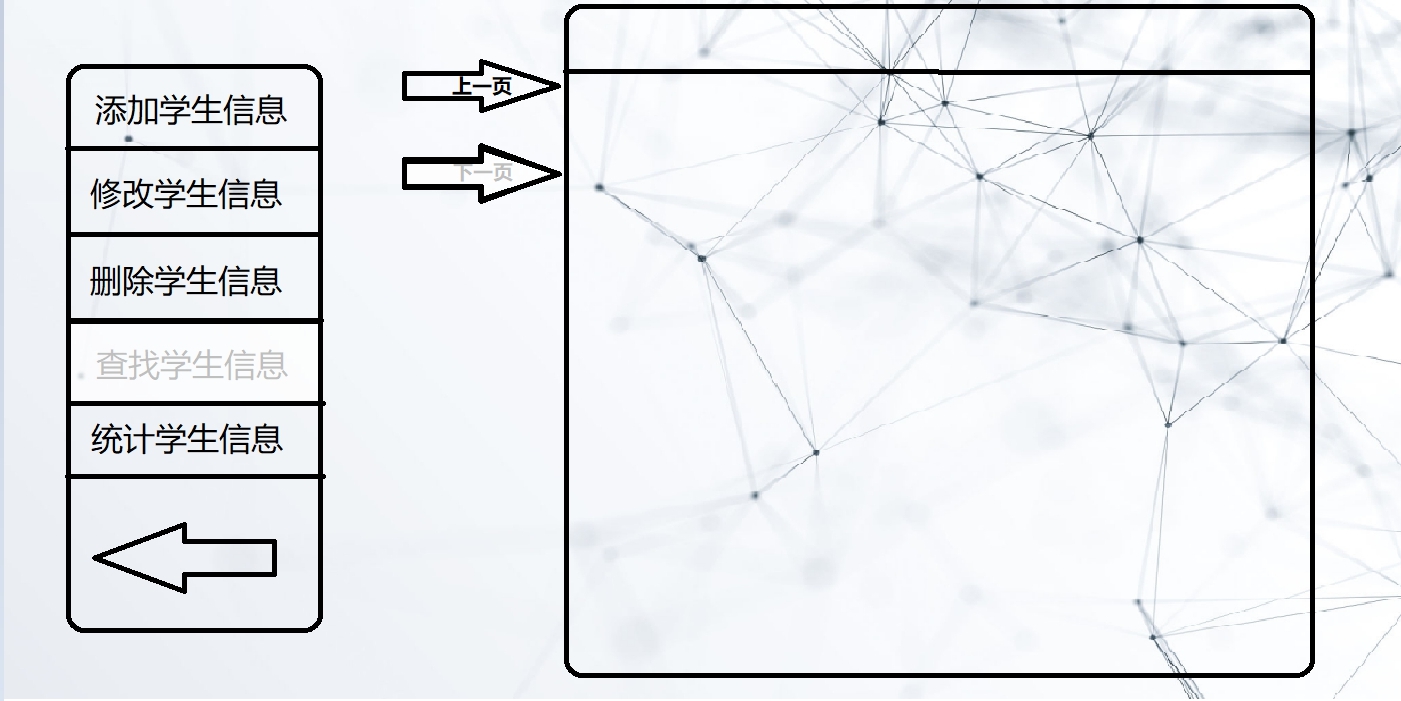 添加学生信息
修改学生信息
删除学生信息
查找学生信息
统计学生信息
上一页
下一页